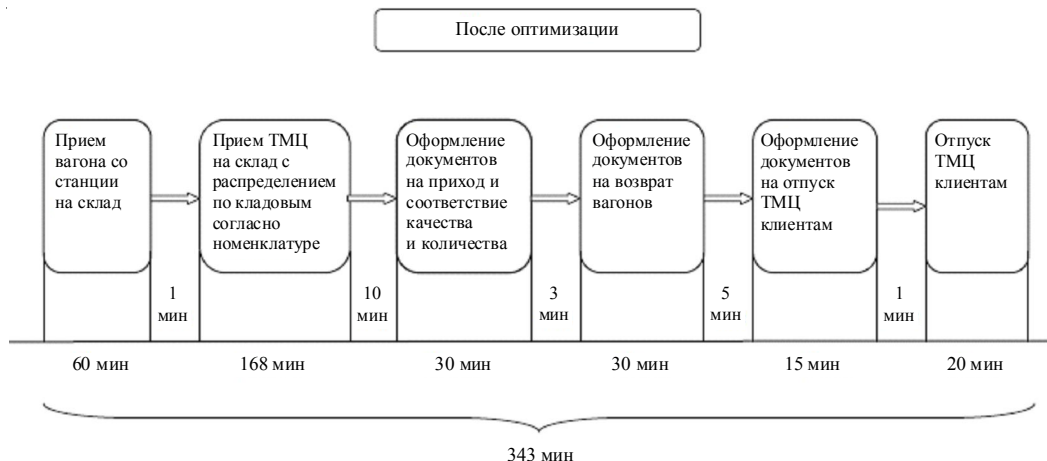 После оптимизации
Прием
вагона со
станции
на склад
Прием ТМЦ
на склад с
распределением
по кладовым
согласно
номенклатуре
Оформление
документов
на приход и
соответствие
качества
и количества
Оформление
документов
на возврат
вагонов
Оформление
документов
на отпуск
ТМЦ
клиентам
Отпуск
ТМЦ
клиентам
1
мин
10
мин
3
мин
5
мин
1
мин
60 мин
168 мин
30 мин
30 мин
15 мин
20 мин
343 мин